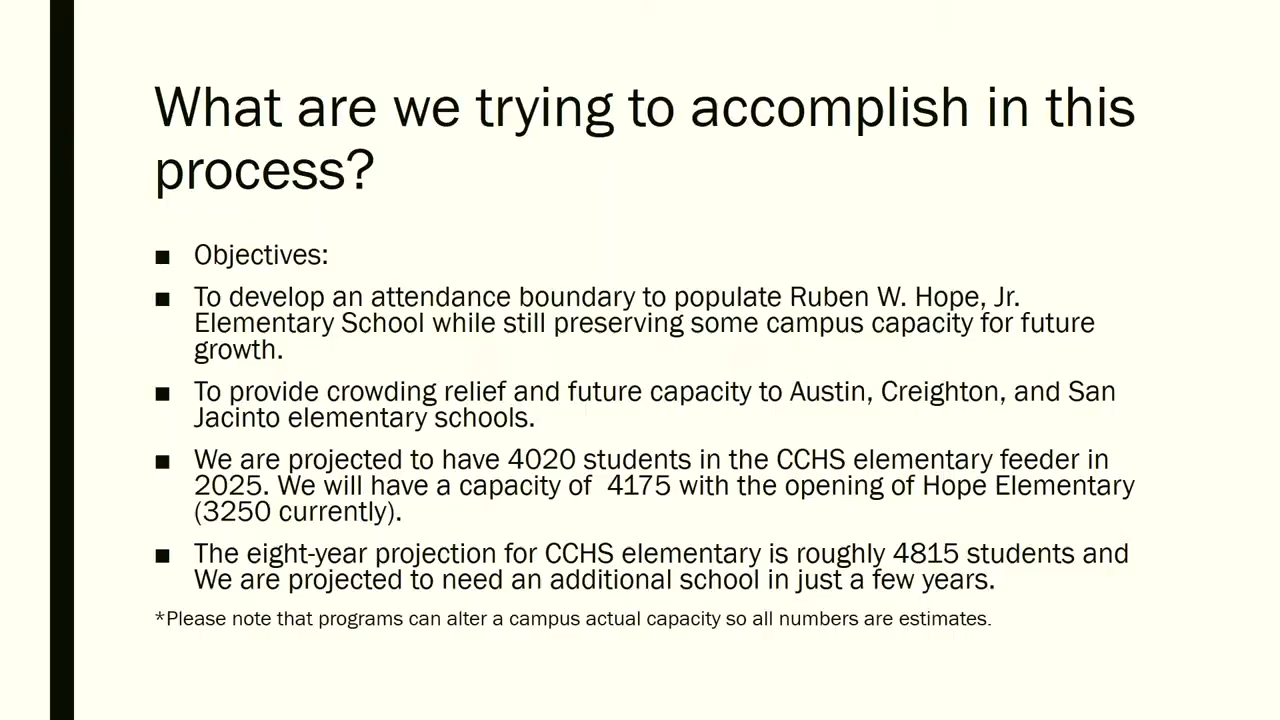 What are we trying to accomplish in this
process?
■ Objectives:
■ To develop an attendance boundary to populate Ruben W. Hope, Jr.
Elementary School while still preserving some campus capacity for future
growth.
■ To provide crowding relief and future capacity to Austin, Creighton, and San
Jacinto elementary schools.
■ We are projected to have 4020 students in the CCHS elementary feeder in
2025. We will have a capacity of  4175 with the opening of Hope Elementary
(3250 currently).
■ The eight-year projection for CCHS elementary is roughly 4815 students and
We are projected to need an additional school in just a few years.
*Please note that programs can alter a campus actual capacity so all numbers are estimates.